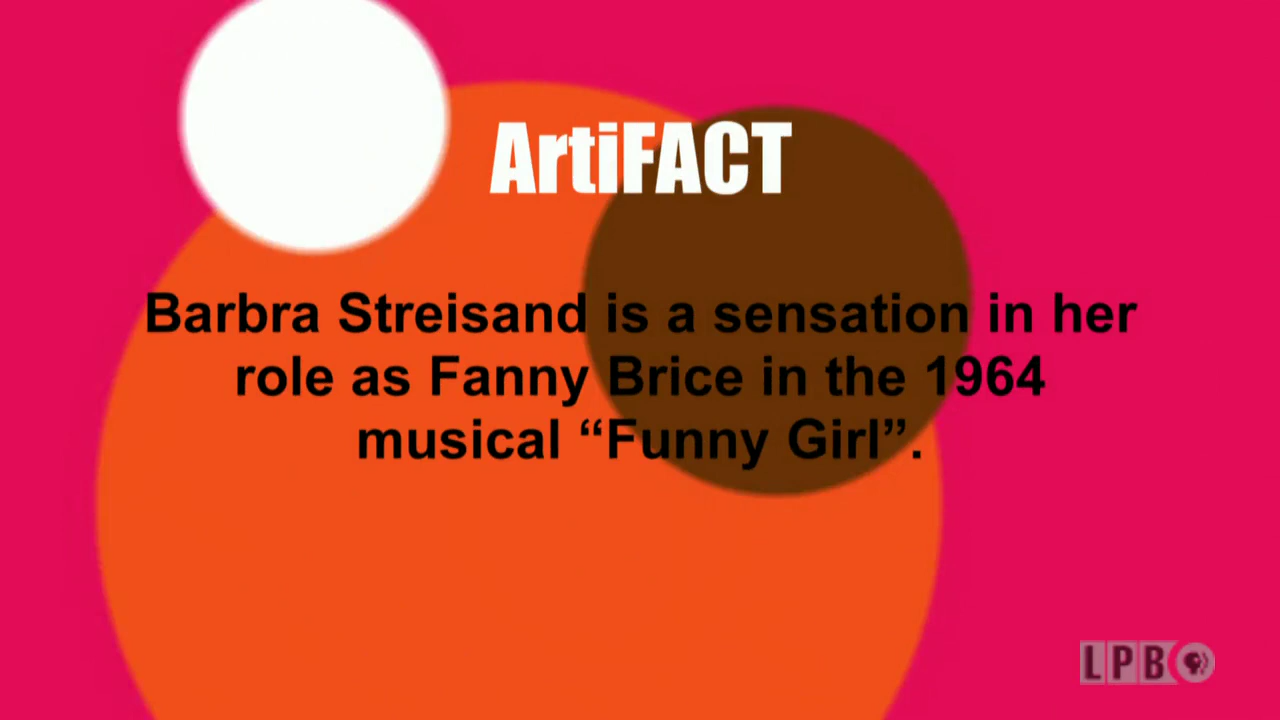 ArtiFACT
Barbra Streisand is a sensation in her
role as Fanny Brice in the 1964
musical “Funny Girl”.
LPB